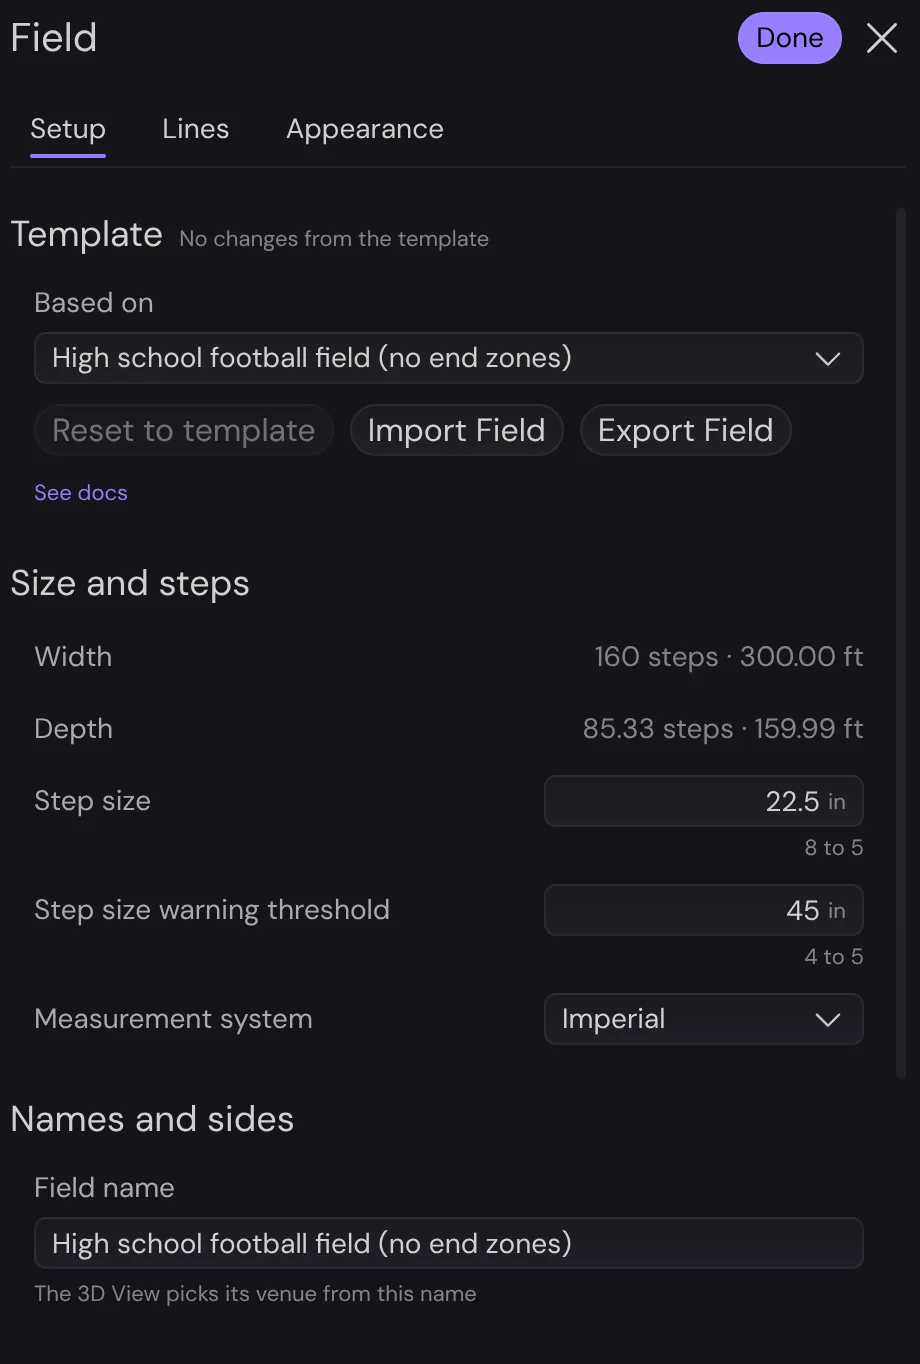 Field
Done
Setup
Lines
Appearance
Template
No changes from the template
Based on
High school football field (no end zones)
Reset to template
Import Field
Export Field
See docs
Size and steps
Width
160 steps · 300.00 ft
Depth
85.33 steps · 159.99 ft
Step size
22.5 in
8 to 5
Step size warning threshold
45 in
4 to 5
Measurement system
Imperial
Names and sides
Field name
High school football field (no end zones)
The 3D View picks its venue from this name